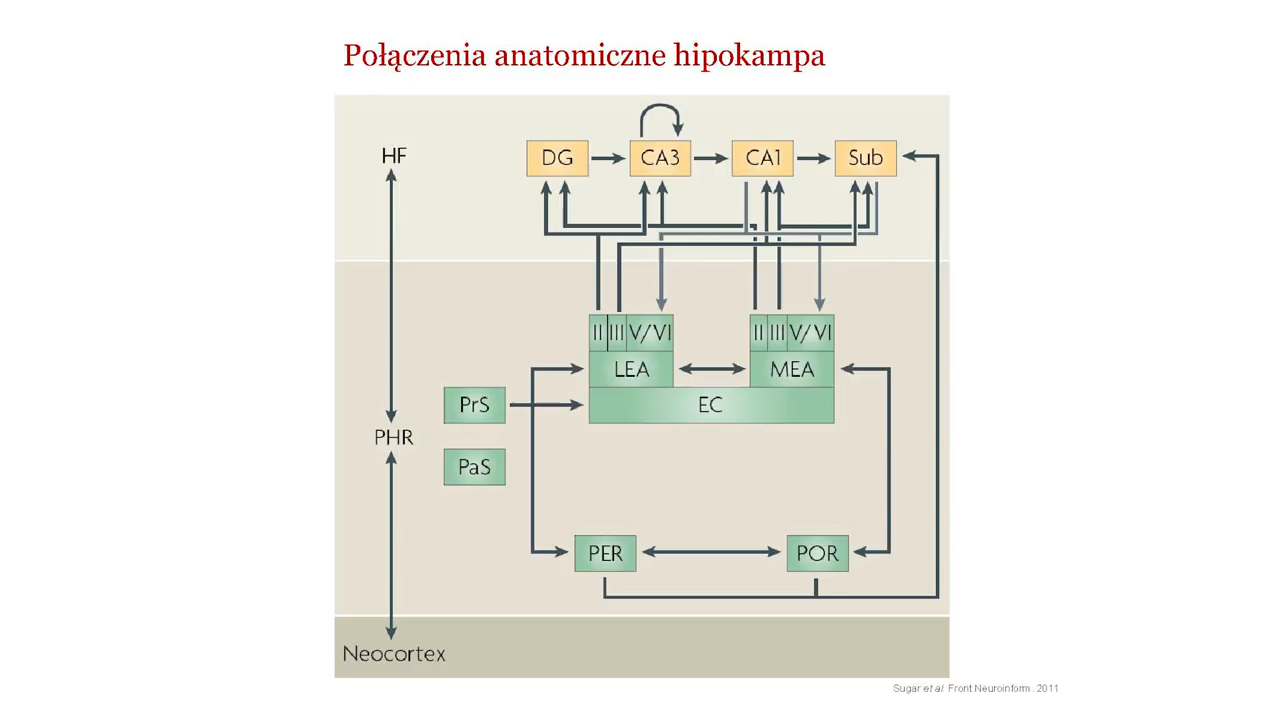 Połączenia anatomiczne hipokampa
HF
DG
CA3
CA1
Sub
II III V/VI
II III V/VI
LEA
MEA
PrS
EC
PHR
PaS
PER
POR
Neocortex
Sugar et al. Front Neuroinform. 2011